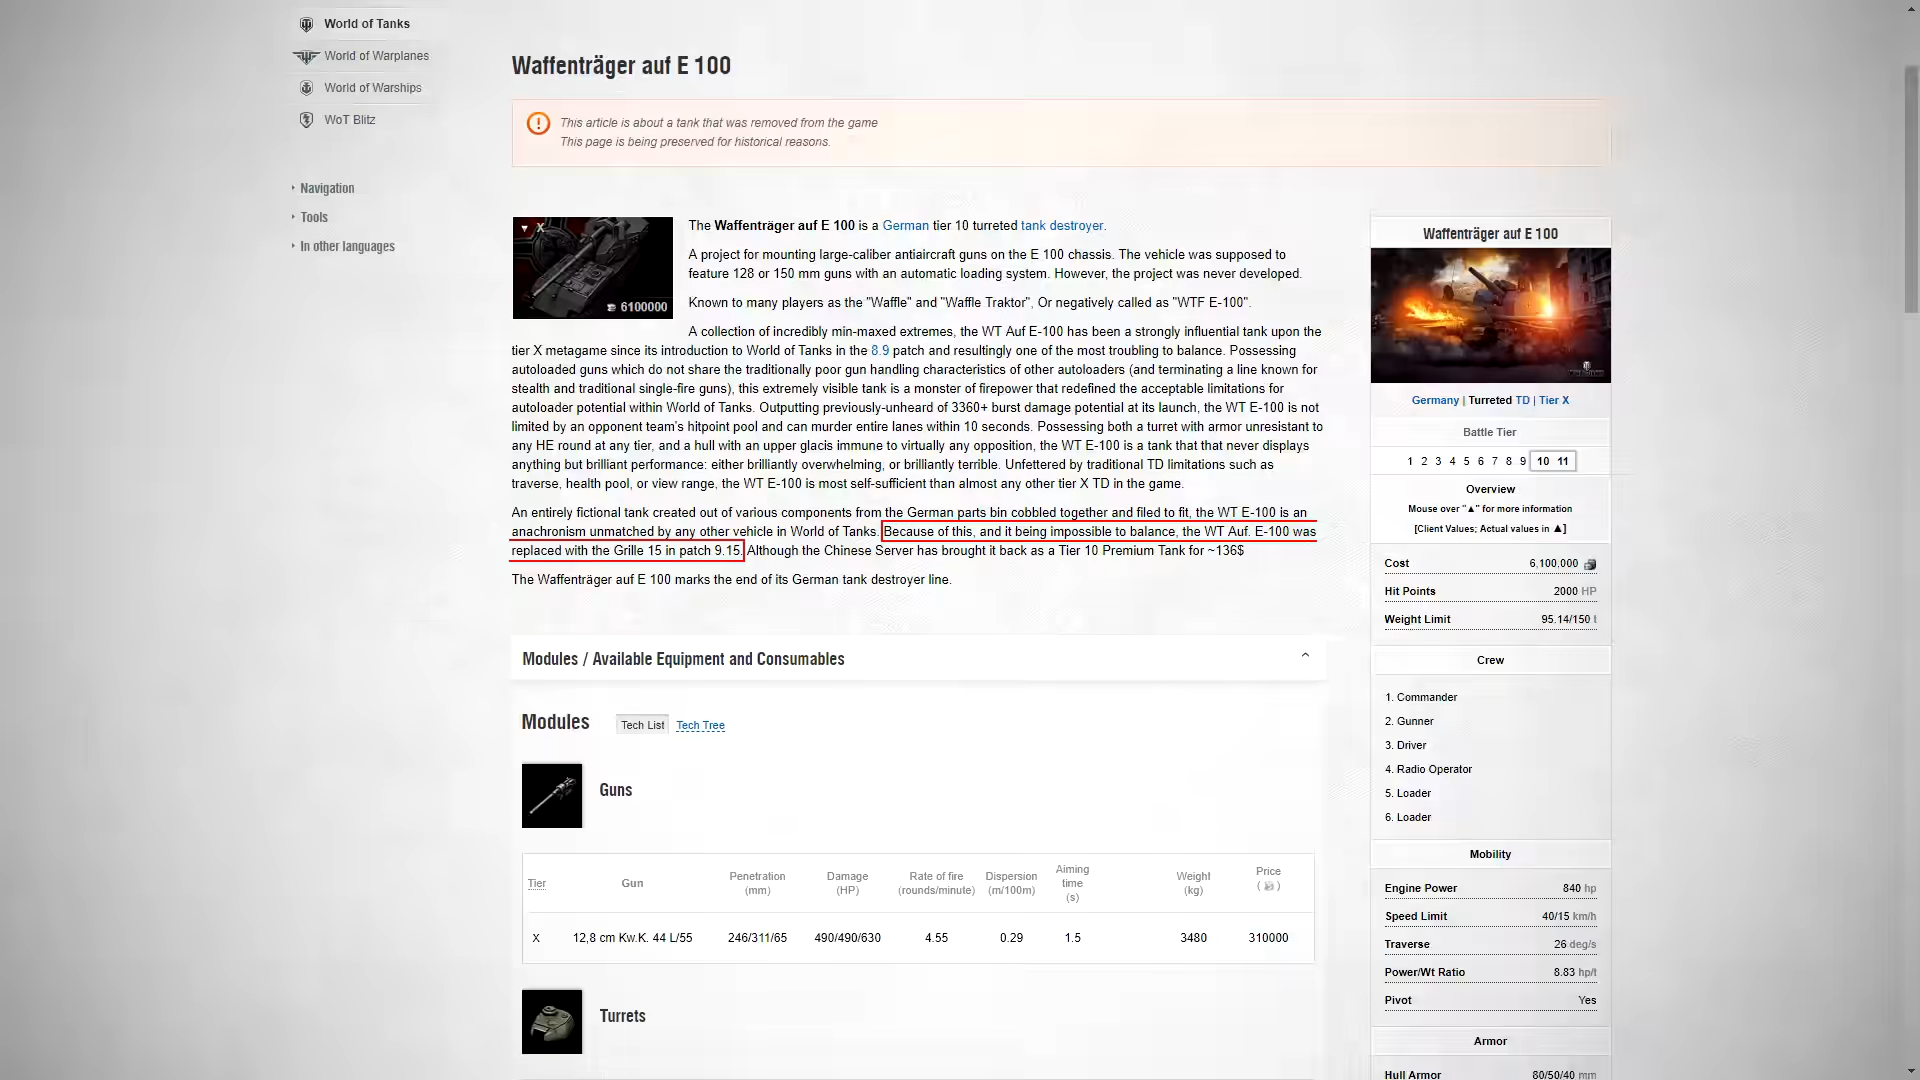 World of Tanks
World of Warplanes
World of Warships
WoT Blitz
Navigation
Tools
In other languages
Waffenträger auf E 100
This article is about a tank that was removed from the game
This page is being preserved for historical reasons.
X
6100000
The Waffenträger auf E 100 is a German tier 10 turreted tank destroyer.
A project for mounting large-caliber antiaircraft guns on the E 100 chassis. The vehicle was supposed to
feature 128 or 150 mm guns with an automatic loading system. However, the project was never developed.
Known to many players as the "Waffle" and "Waffle Traktor", Or negatively called as "WTF E-100".
A collection of incredibly min-maxed extremes, the WT Auf E-100 has been a strongly influential tank upon the
tier X metagame since its introduction to World of Tanks in the 8.9 patch and resultingly one of the most troubling to balance. Possessing
autoloaded guns which do not share the traditionally poor gun handling characteristics of other autoloaders (and terminating a line known for
stealth and traditional single-fire guns), this extremely visible tank is a monster of firepower that redefined the acceptable limitations for
autoloader potential within World of Tanks. Outputting previously-unheard of 3360+ burst damage potential at its launch, the WT E-100 is not
limited by an opponent team's hitpoint pool and can murder entire lanes within 10 seconds. Possessing both a turret with armor unresistant to
any HE round at any tier, and a hull with an upper glacis immune to virtually any opposition, the WT E-100 is a tank that that never displays
anything but brilliant performance: either brilliantly overwhelming, or brilliantly terrible. Unfettered by traditional TD limitations such as
traverse, health pool, or view range, the WT E-100 is most self-sufficient than almost any other tier X TD in the game.
An entirely fictional tank created out of various components from the German parts bin cobbled together and filed to fit, the WT E-100 is an
anachronism unmatched by any other vehicle in World of Tanks. Because of this, and it being impossible to balance, the WT Auf. E-100 was
replaced with the Grille 15 in patch 9.15. Although the Chinese Server has brought it back as a Tier 10 Premium Tank for ~136$
The Waffenträger auf E 100 marks the end of its German tank destroyer line.
Modules / Available Equipment and Consumables
Modules Tech List Tech Tree
Guns
Tier Gun Penetration (mm) Damage (HP) Rate of fire (rounds/minute) Dispersion (m/100m) Aiming time (s) Weight (kg) Price ( )
X 12,8 cm Kw.K. 44 L/55 246/311/65 490/490/630 4.55 0.29 1.5 3480 310000
Turrets
Waffenträger auf E 100
Germany | Turreted TD | Tier X
Battle Tier
1 2 3 4 5 6 7 8 9 10 11
Overview
Mouse over "▲" for more information
[Client Values; Actual values in ▲]
Cost 6,100,000
Hit Points 2000 HP
Weight Limit 95.14/150 t
Crew
1. Commander
2. Gunner
3. Driver
4. Radio Operator
5. Loader
6. Loader
Mobility
Engine Power 840 hp
Speed Limit 40/15 km/h
Traverse 26 deg/s
Power/Wt Ratio 8.83 hp/t
Pivot Yes
Armor
Hull Armor 80/50/40 mm